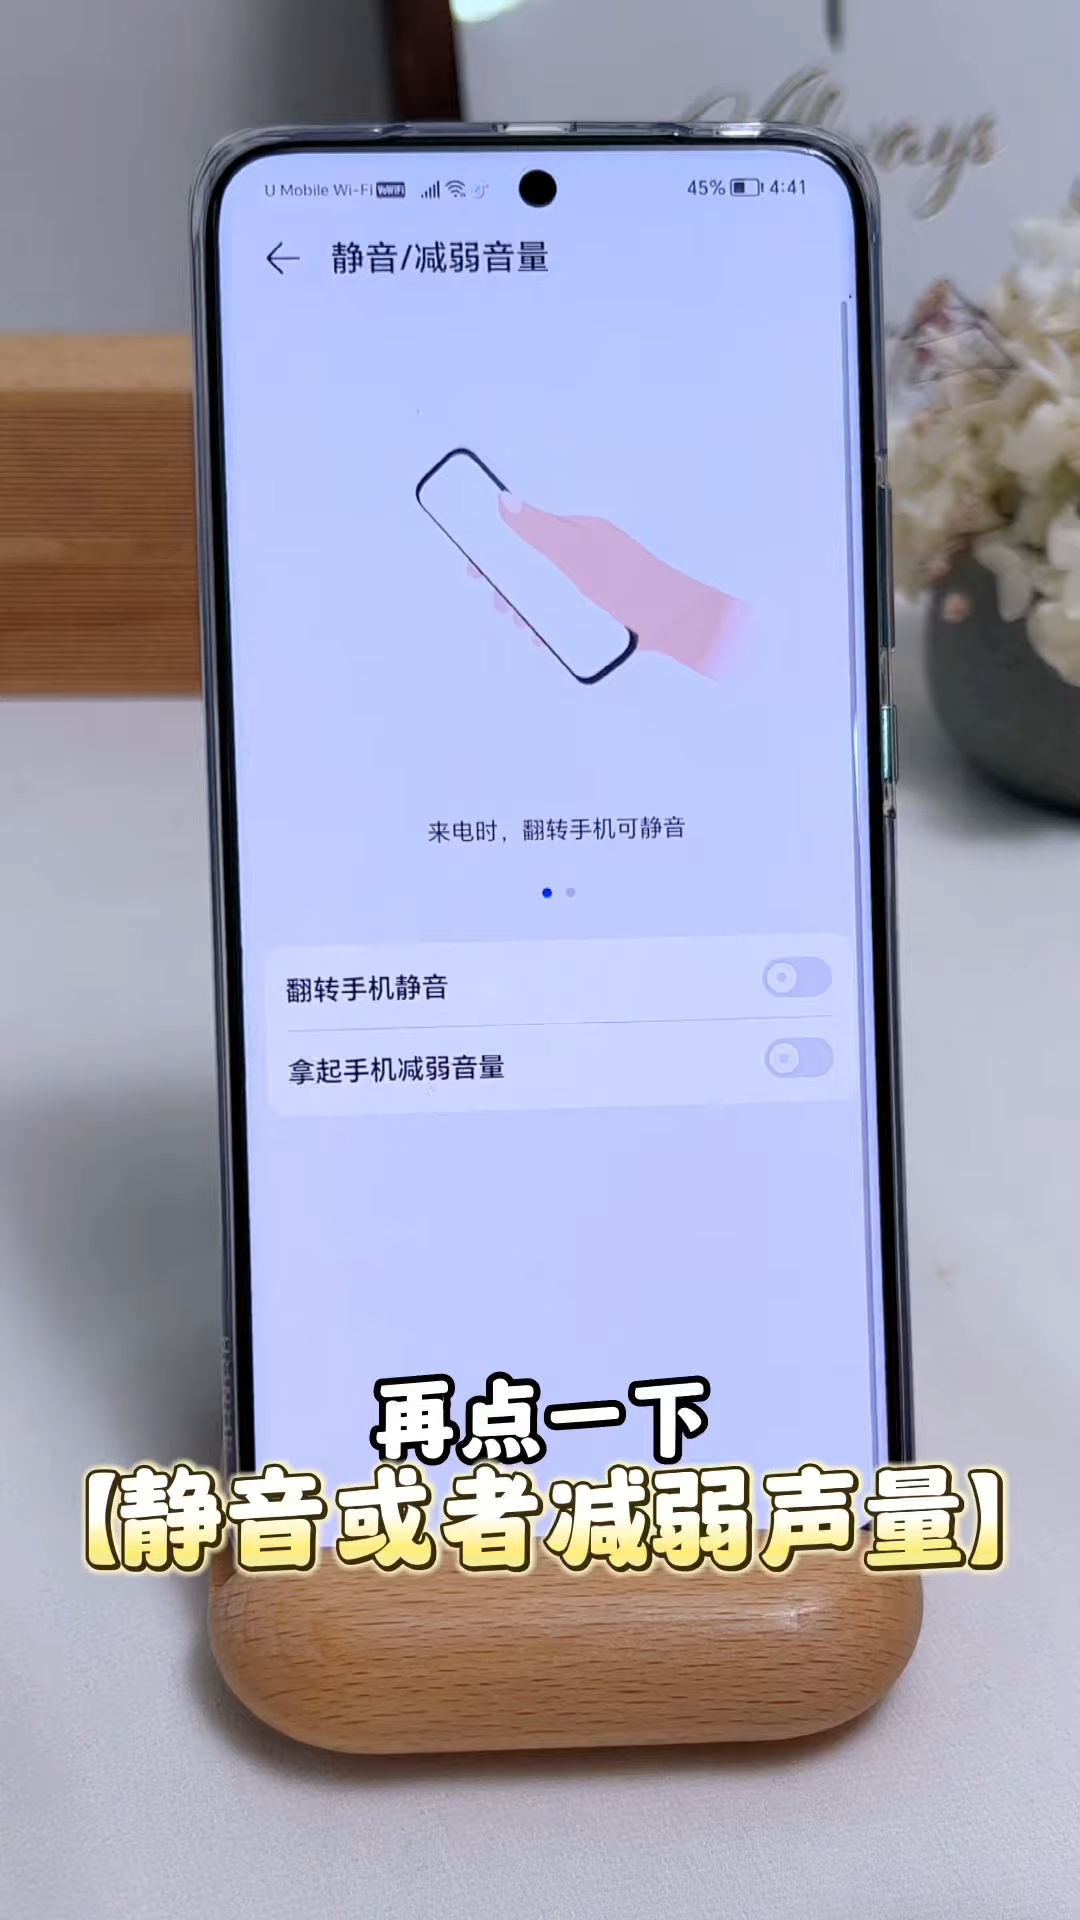 Always
U Mobile Wi-Fi VoWiFi 45% 4:41
静音/减弱音量
来电时，翻转手机可静音
翻转手机静音
拿起手机减弱音量
再点一下
【静音或者减弱声量】